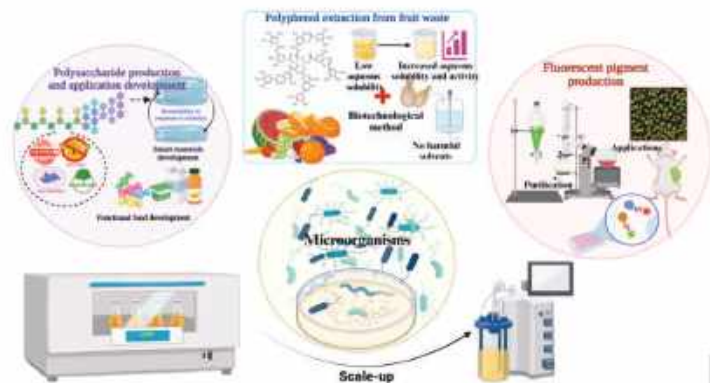 Polyphenol extraction from fruit waste
Low
aqueous
solubility
Increased aqueous
solubility and activity
Biotechnological
method
No harmful
solvents
Polysaccharide production
and application development
Smart materials
development
Functional food development
Fluorescent pigment
production
Applications
Purification
Microorganisms
Scale-up